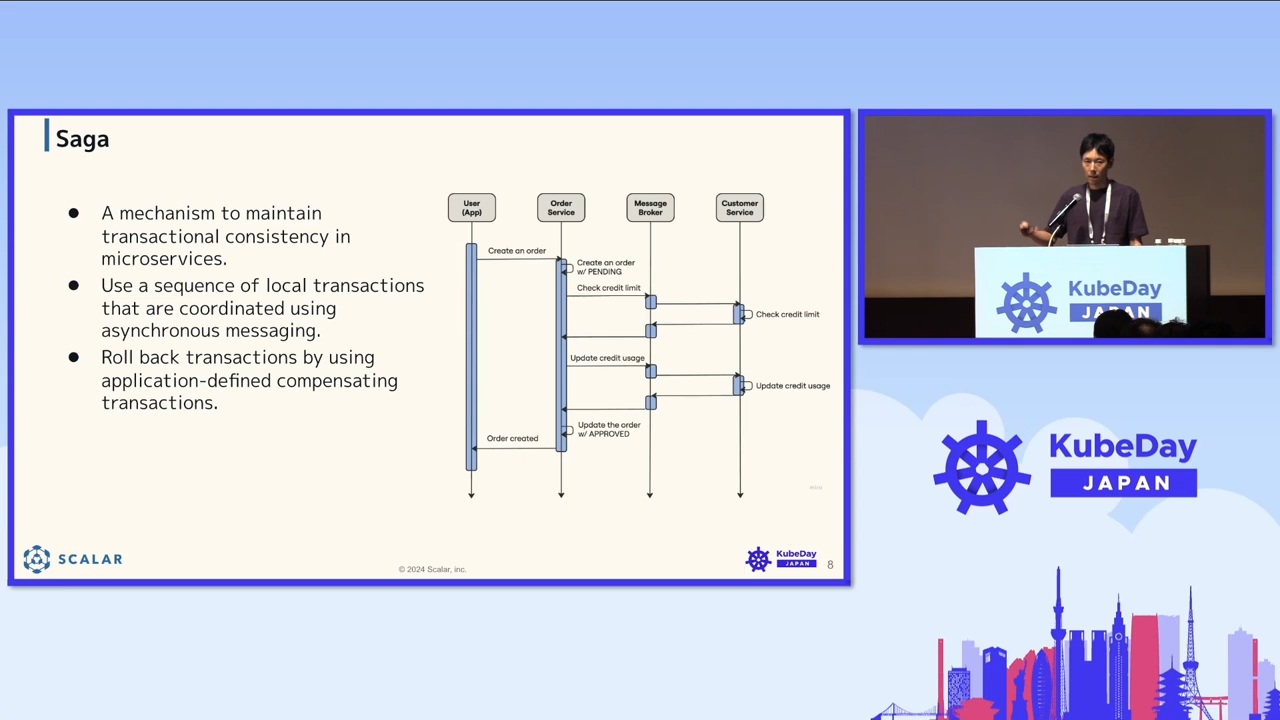 Saga
● A mechanism to maintain
transactional consistency in
microservices.
● Use a sequence of local transactions
that are coordinated using
asynchronous messaging.
● Roll back transactions by using
application-defined compensating
transactions.
User
(App)
Order
Service
Message
Broker
Customer
Service
Create an order
Create an order
w/ PENDING
Check credit limit
Check credit limit
Update credit usage
Update credit usage
Update the order
w/ APPROVED
Order created
SCALAR
© 2024 Scalar, inc.
KubeDay
JAPAN
8
KubeDay
JAPAN
KubeDay
JAPAN